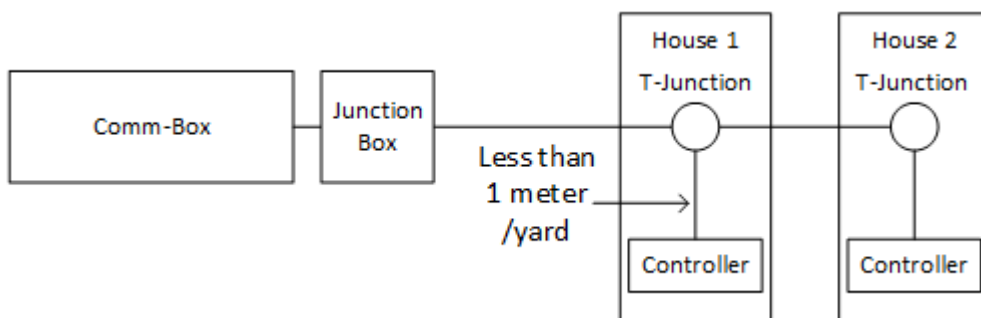 House 1
House 2
T-Junction
T-Junction
Comm-Box
Junction
Box
Less than
1 meter
/yard
Controller
Controller